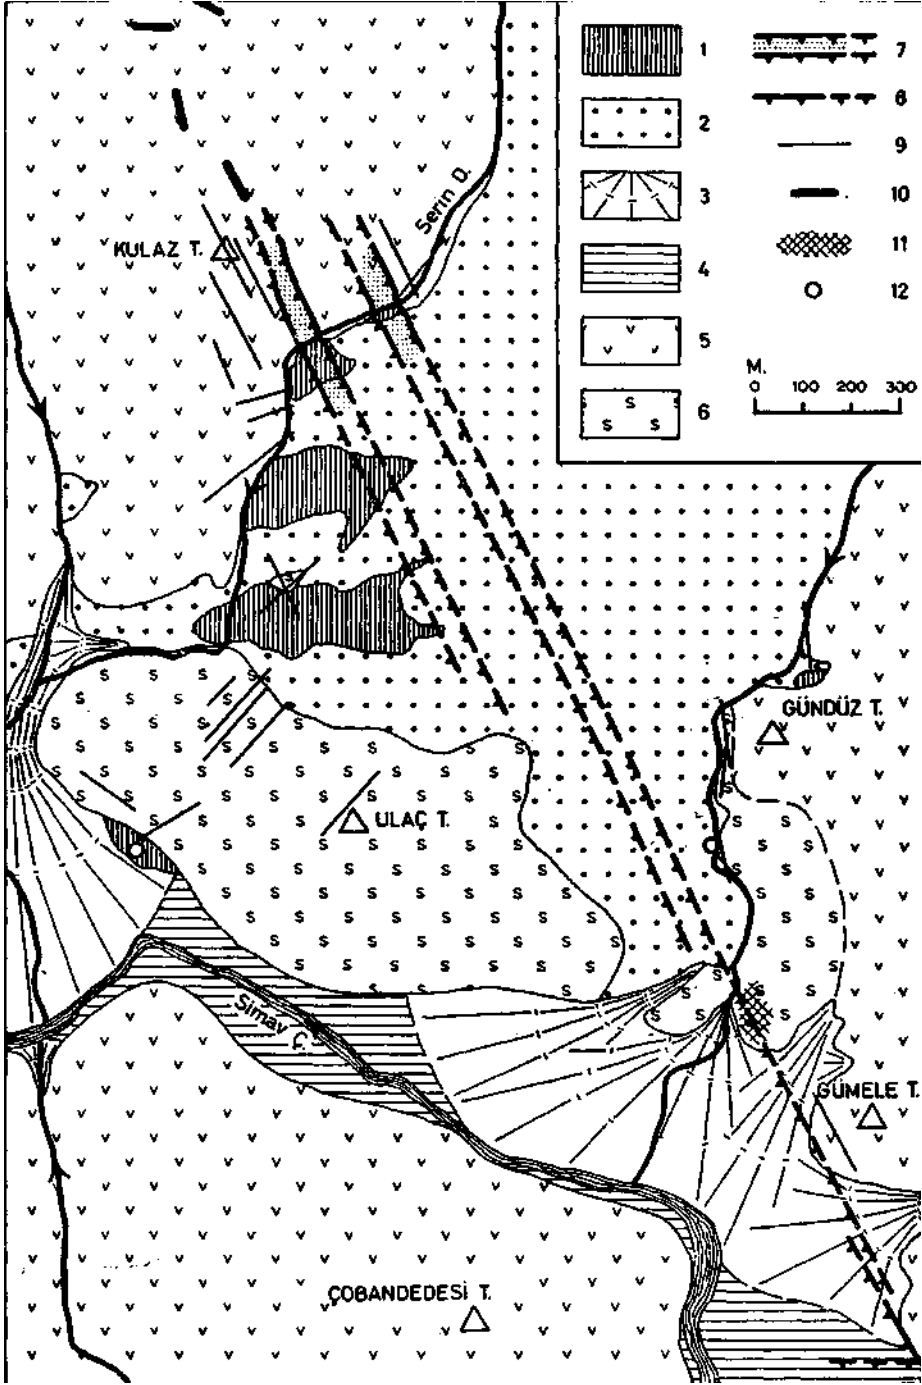 1
2
3
4
5
6
7
8
9
10
11
12
M.
0 100 200 300
Serin D.
KULAZ T.
GÜNDÜZ T.
ULAÇ T.
Simav Ç.
GÜMELE T.
ÇOBANDEDESİ T.